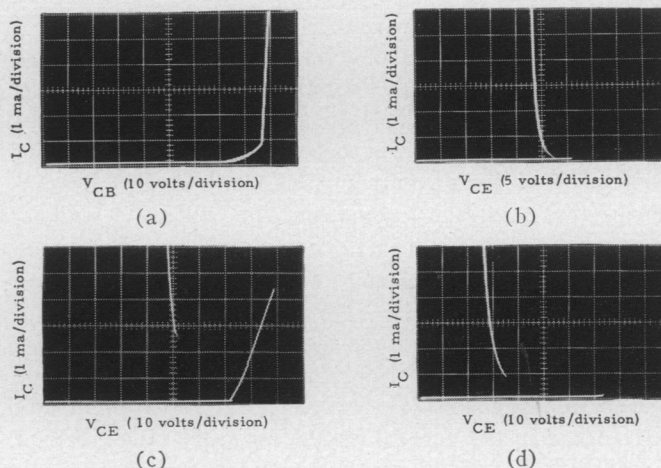 I_C (1 ma/division)
V_CB (10 volts/division)
(a)
I_C (1 ma/division)
V_CE (5 volts/division)
(b)
I_C (1 ma/division)
V_CE ( 10 volts/division)
(c)
I_C (1 ma/division)
V_CE (10 volts/division)
(d)